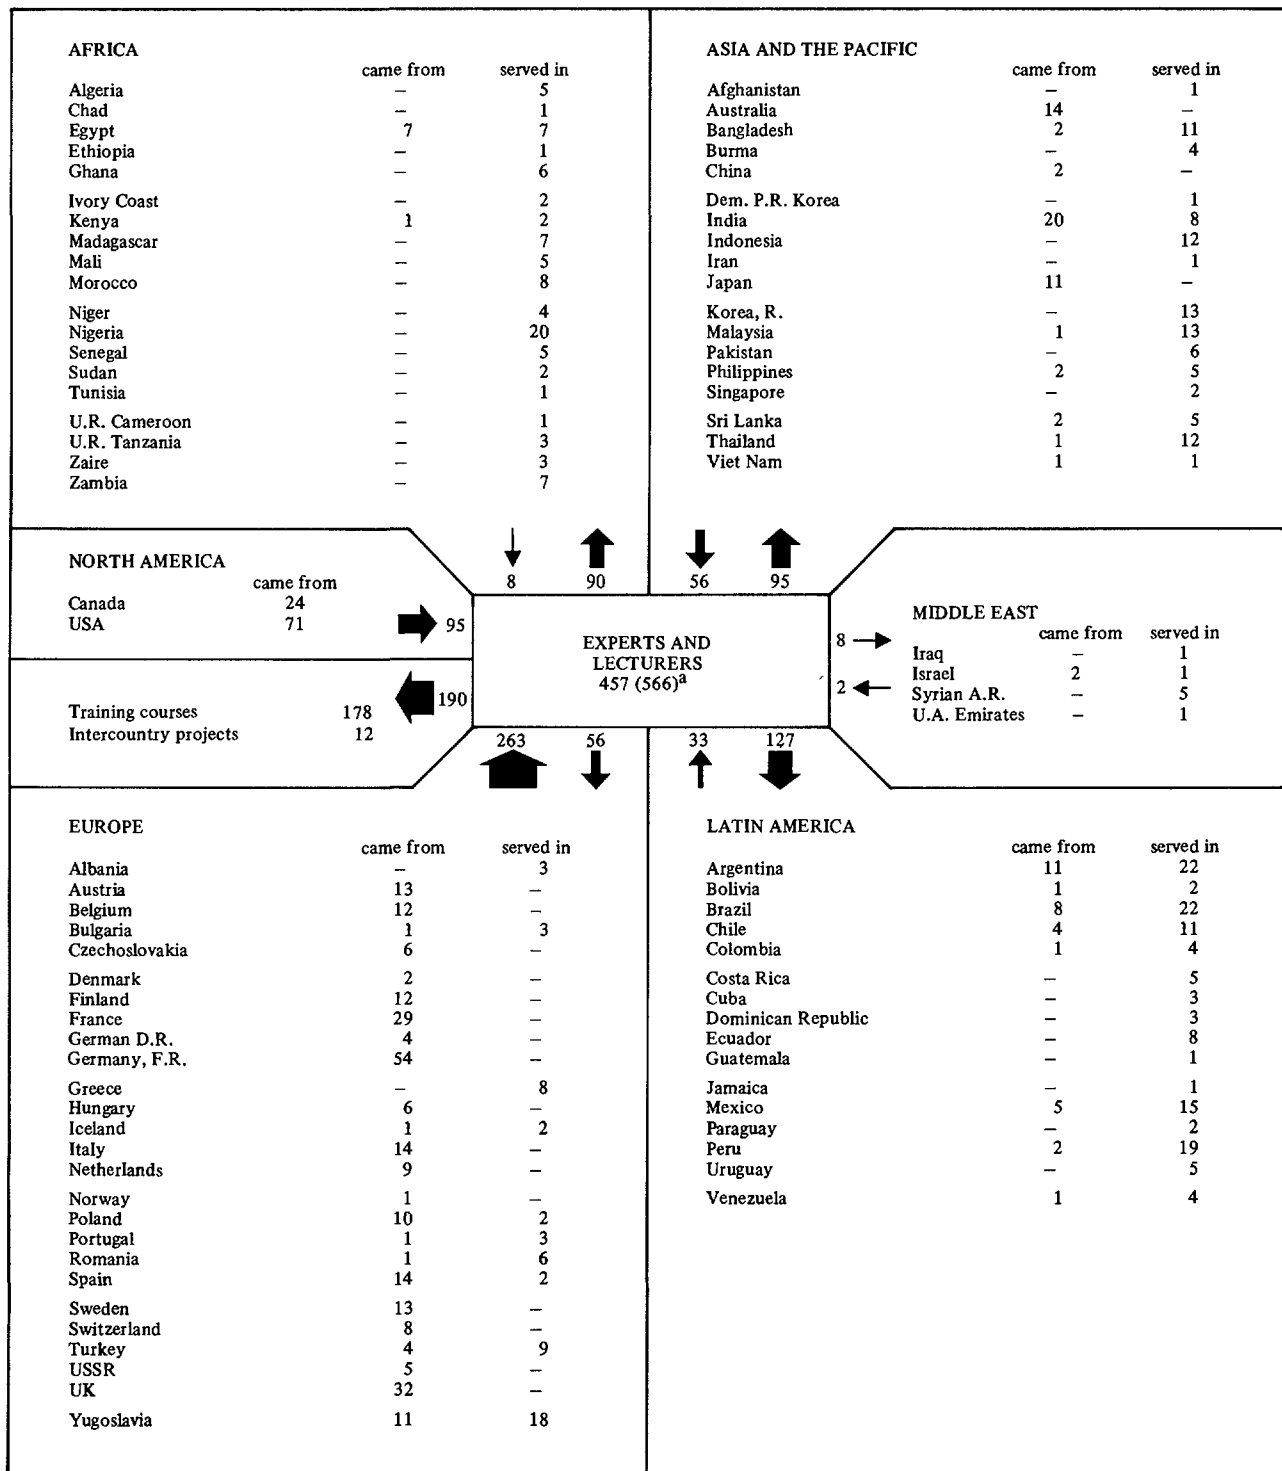 AFRICA
came from served in
Algeria – 5
Chad – 1
Egypt 7 7
Ethiopia – 1
Ghana – 6
Ivory Coast – 2
Kenya 1 2
Madagascar – 7
Mali – 5
Morocco – 8
Niger – 4
Nigeria – 20
Senegal – 5
Sudan – 2
Tunisia – 1
U.R. Cameroon – 1
U.R. Tanzania – 3
Zaire – 3
Zambia – 7
8 90
ASIA AND THE PACIFIC
came from served in
Afghanistan – 1
Australia 14 –
Bangladesh 2 11
Burma – 4
China 2 –
Dem. P.R. Korea – 1
India 20 8
Indonesia – 12
Iran – 1
Japan 11 –
Korea, R. – 13
Malaysia 1 13
Pakistan – 6
Philippines 2 5
Singapore – 2
Sri Lanka 2 5
Thailand 1 12
Viet Nam 1 1
56 95
NORTH AMERICA
came from
Canada 24
USA 71
95
EXPERTS AND
LECTURERS
457 (566)a
MIDDLE EAST
came from served in
Iraq – 1
Israel 2 1
Syrian A.R. – 5
U.A. Emirates – 1
8
2
190
Training courses 178
Intercountry projects 12
263 56
33 127
EUROPE
came from served in
Albania – 3
Austria 13 –
Belgium 12 –
Bulgaria 1 3
Czechoslovakia 6 –
Denmark 2 –
Finland 12 –
France 29 –
German D.R. 4 –
Germany, F.R. 54 –
Greece – 8
Hungary 6 –
Iceland 1 2
Italy 14 –
Netherlands 9 –
Norway 1 –
Poland 10 2
Portugal 1 3
Romania 1 6
Spain 14 2
Sweden 13 –
Switzerland 8 –
Turkey 4 9
USSR 5 –
UK 32 –
Yugoslavia 11 18
LATIN AMERICA
came from served in
Argentina 11 22
Bolivia 1 2
Brazil 8 22
Chile 4 11
Colombia 1 4
Costa Rica – 5
Cuba – 3
Dominican Republic – 3
Ecuador – 8
Guatemala – 1
Jamaica – 1
Mexico 5 15
Paraguay – 2
Peru 2 19
Uruguay – 5
Venezuela 1 4